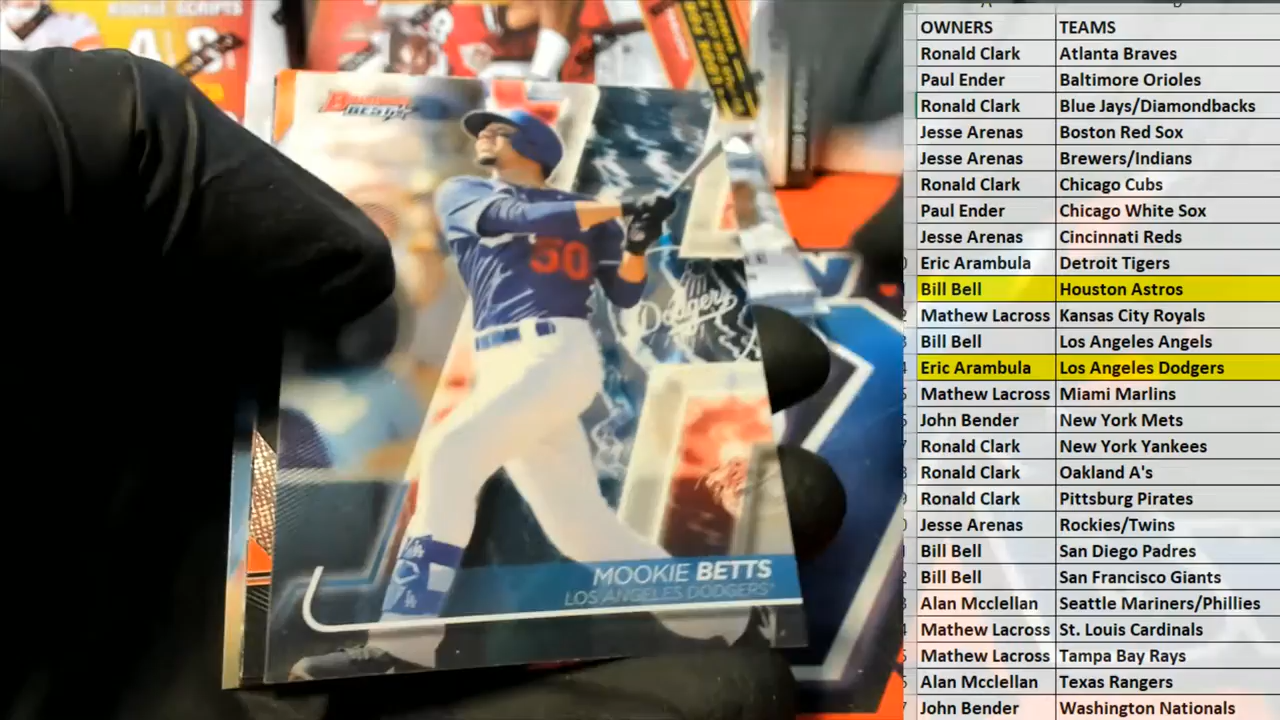 ROOKIE SCRIPTS
Bowman's
BEST
50
Dodgers
MOOKIE BETTS
LOS ANGELES DODGERS
OWNERS TEAMS
Ronald Clark Atlanta Braves
Paul Ender Baltimore Orioles
Ronald Clark Blue Jays/Diamondbacks
Jesse Arenas Boston Red Sox
Jesse Arenas Brewers/Indians
Ronald Clark Chicago Cubs
Paul Ender Chicago White Sox
Jesse Arenas Cincinnati Reds
Eric Arambula Detroit Tigers
Bill Bell Houston Astros
Mathew Lacross Kansas City Royals
Bill Bell Los Angeles Angels
Eric Arambula Los Angeles Dodgers
Mathew Lacross Miami Marlins
John Bender New York Mets
Ronald Clark New York Yankees
Ronald Clark Oakland A's
Ronald Clark Pittsburg Pirates
Jesse Arenas Rockies/Twins
Bill Bell San Diego Padres
Bill Bell San Francisco Giants
Alan Mcclellan Seattle Mariners/Phillies
Mathew Lacross St. Louis Cardinals
Mathew Lacross Tampa Bay Rays
Alan Mcclellan Texas Rangers
John Bender Washington Nationals